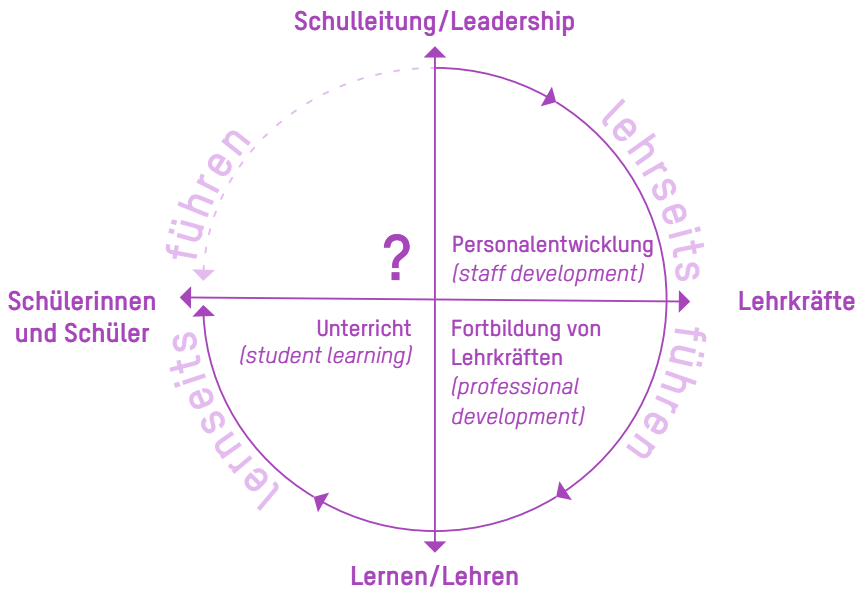 Schulleitung/Leadership
lehrseits führen
führen
?
Personalentwicklung
(staff development)
Schülerinnen
und Schüler
Lehrkräfte
Unterricht
(student learning)
Fortbildung von
Lehrkräften
(professional
development)
lernseits
Lernen/Lehren